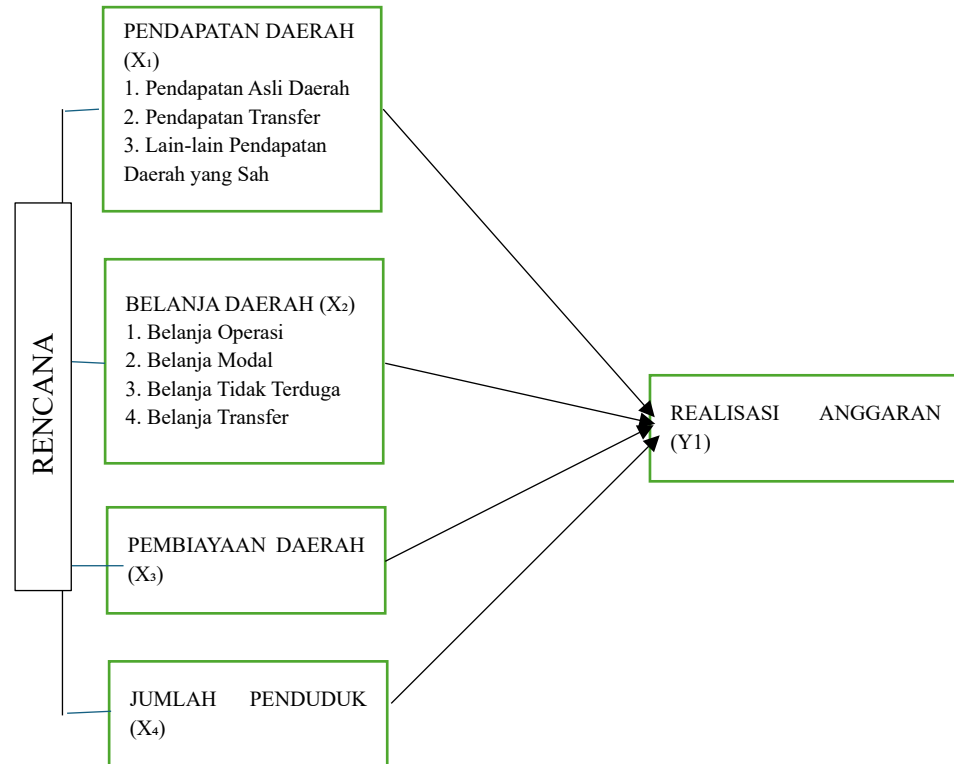 PENDAPATAN DAERAH
(X₁)
1. Pendapatan Asli Daerah
2. Pendapatan Transfer
3. Lain-lain Pendapatan
Daerah yang Sah
RENCANA
BELANJA DAERAH (X₂)
1. Belanja Operasi
2. Belanja Modal
3. Belanja Tidak Terduga
4. Belanja Transfer
REALISASI ANGGARAN
(Y1)
PEMBIAYAAN DAERAH
(X₃)
JUMLAH PENDUDUK
(X₄)